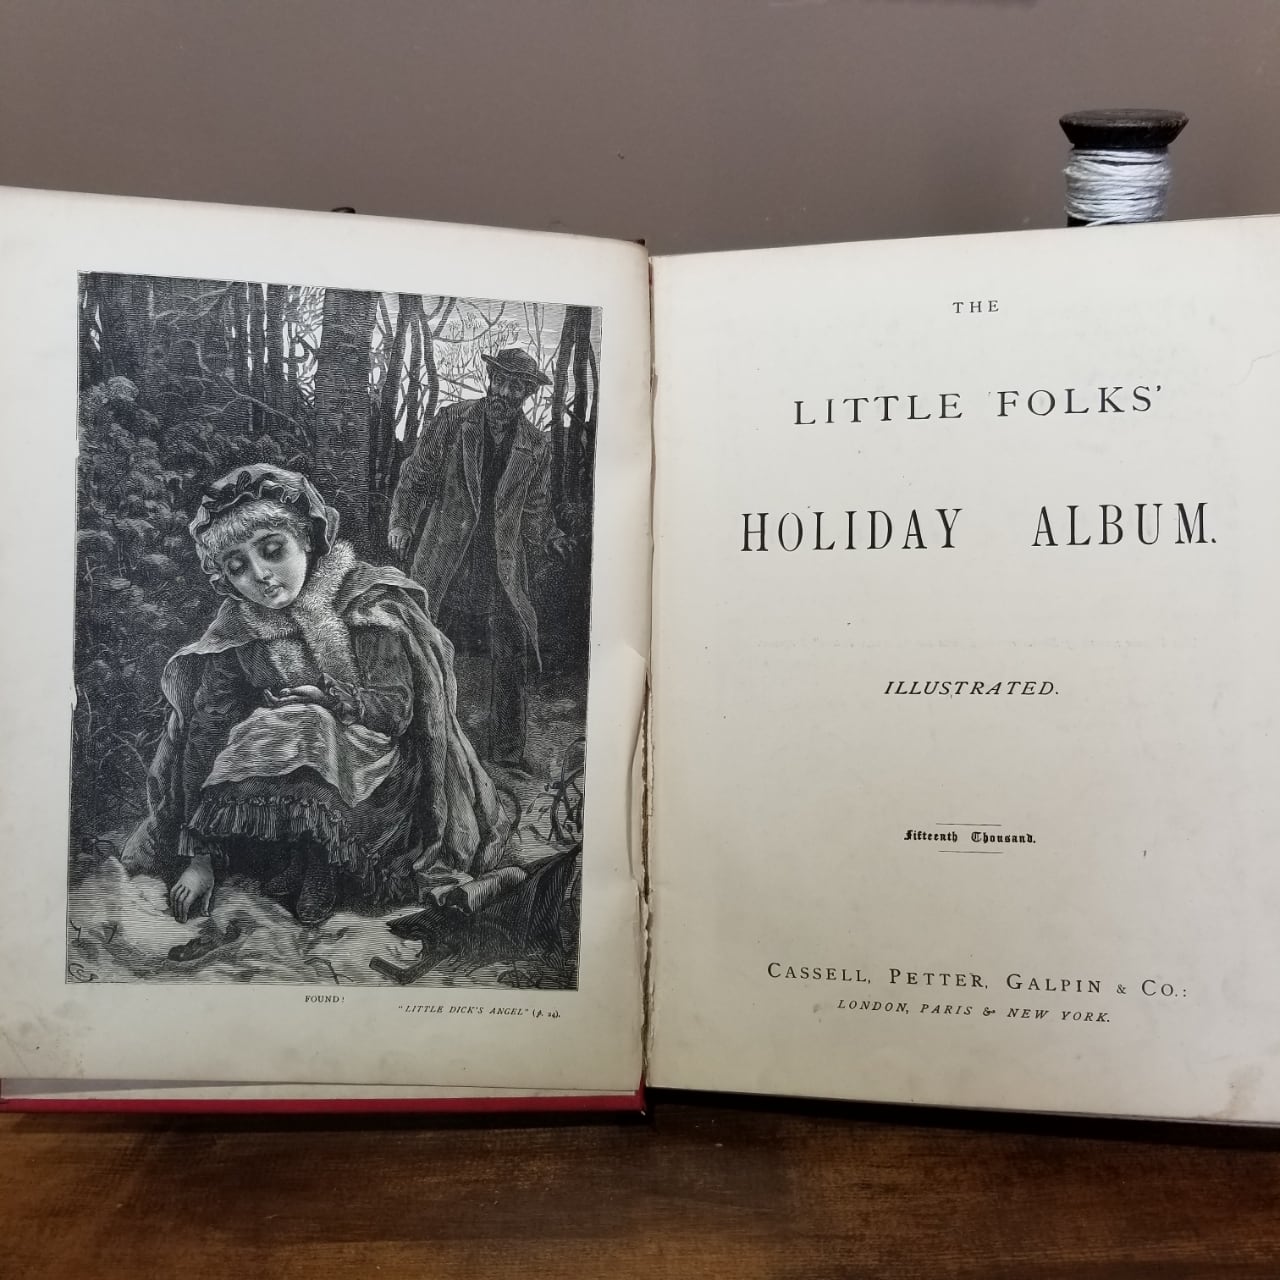 FOUND!
"LITTLE DICK'S ANGEL" (p. 24).
THE
LITTLE FOLKS'
HOLIDAY ALBUM.
ILLUSTRATED.
Fifteenth Thousand.
CASSELL, PETTER, GALPIN & CO.:
LONDON, PARIS & NEW YORK.